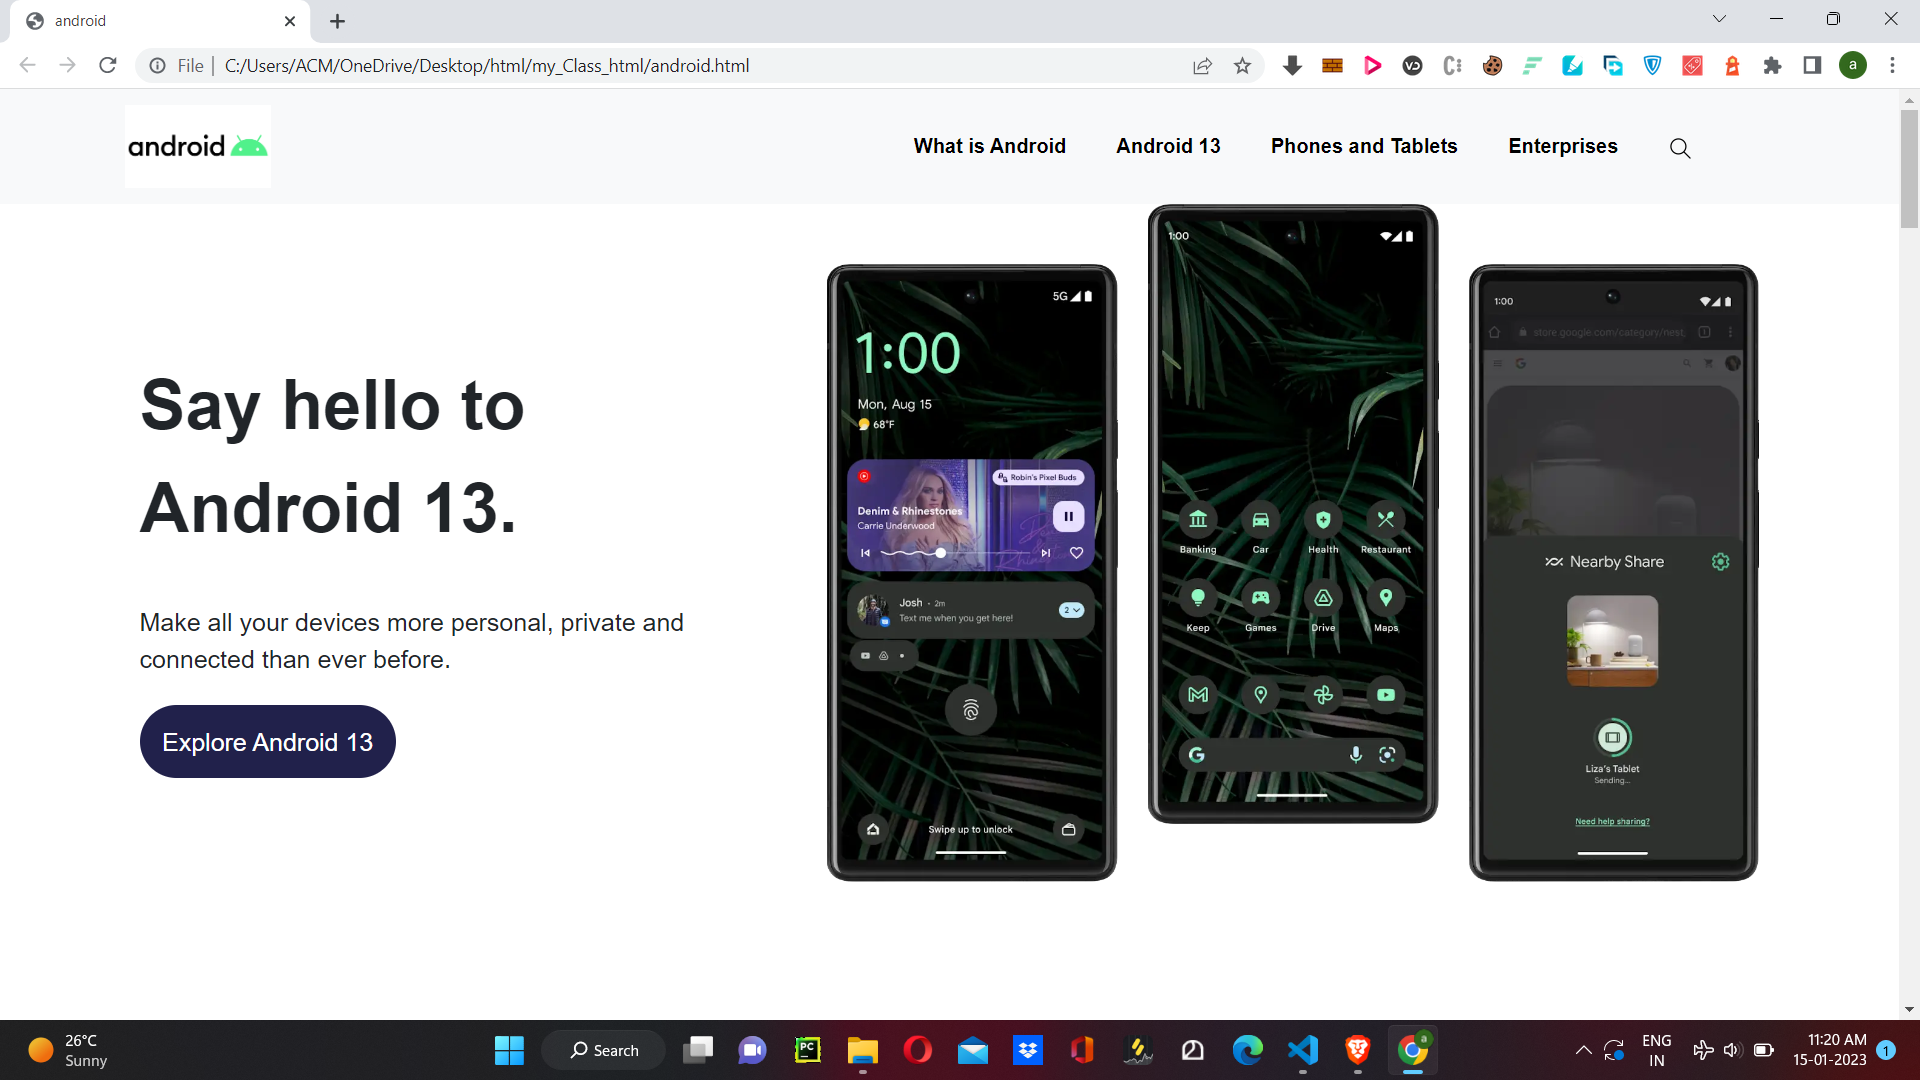 android
File
C:/Users/ACM/OneDrive/Desktop/html/my_Class_html/android.html
a
android
What is Android
Android 13
Phones and Tablets
Enterprises
Say hello to
Android 13.
Make all your devices more personal, private and
connected than ever before.
Explore Android 13
5G
1:00
Mon, Aug 15
68°F
Robin's Pixel Buds
Denim & Rhinestones
Carrie Underwood
Josh · 2m
Text me when you get here!
2
Swipe up to unlock
1:00
Banking Car Health Restaurant
Keep Games Drive Maps
1:00
store.google.com/category/nest
Nearby Share
Liza's Tablet
Sending...
Need help sharing?
26°C
Sunny
Search
PC
a
ENG
IN
11:20 AM
15-01-2023
1